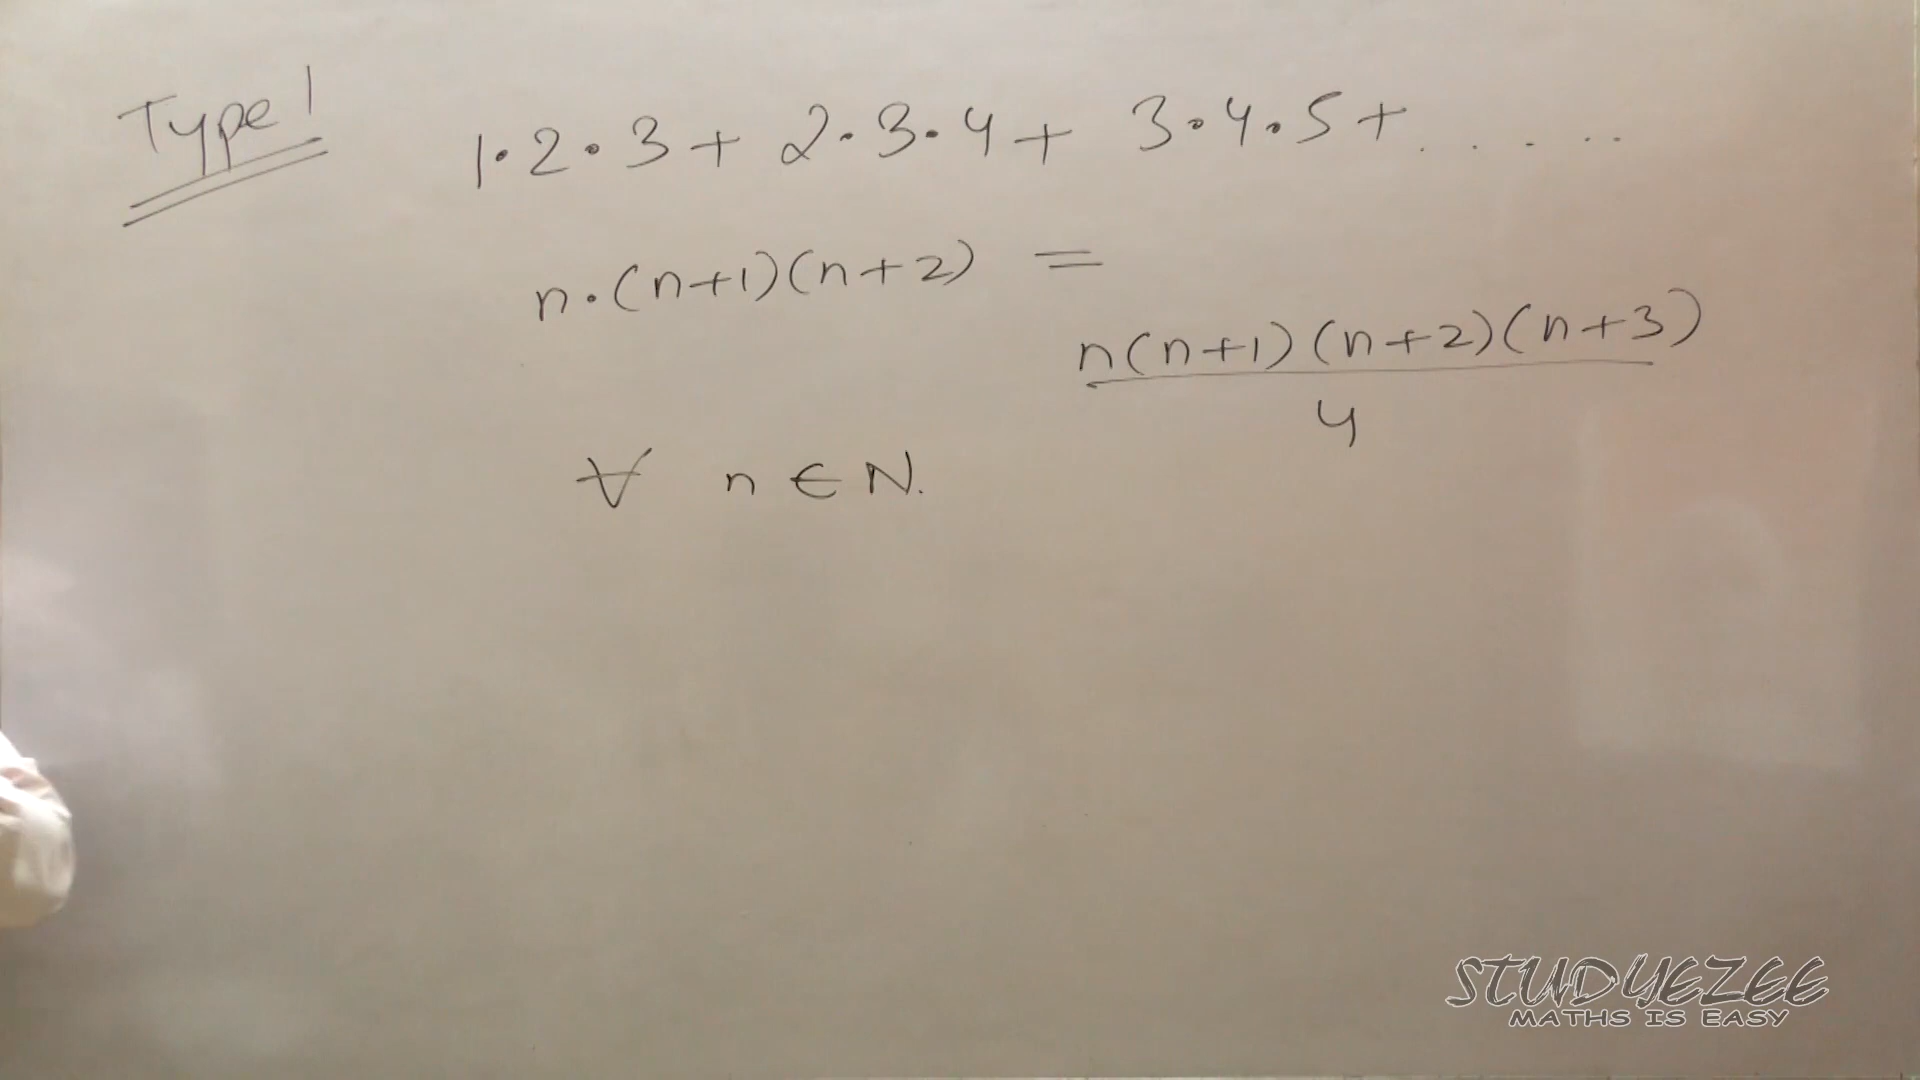 Type 1
1·2·3 + 2·3·4 + 3·4·5 + .....
n·(n+1)(n+2) =
n(n+1)(n+2)(n+3)
4
∀ n ∈ N.
STUDYEZEE
MATHS IS EASY